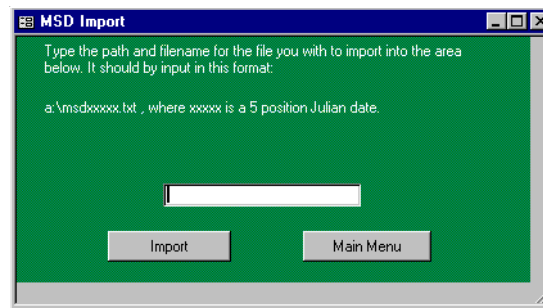 MSD Import
Type the path and filename for the file you with to import into the area
below. It should by input in this format:
a:\msdxxxxx.txt , where xxxxx is a 5 position Julian date.
Import
Main Menu